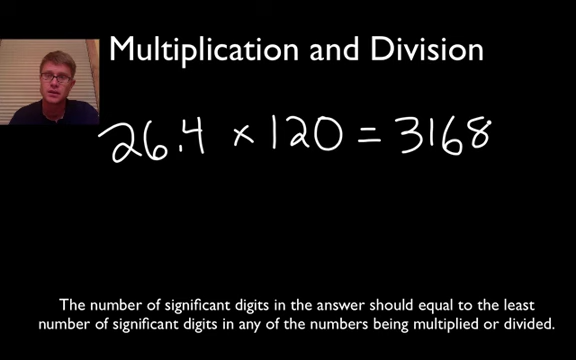 Multiplication and Division
26.4 × 120 = 3168
The number of significant digits in the answer should equal to the least
number of significant digits in any of the numbers being multiplied or divided.